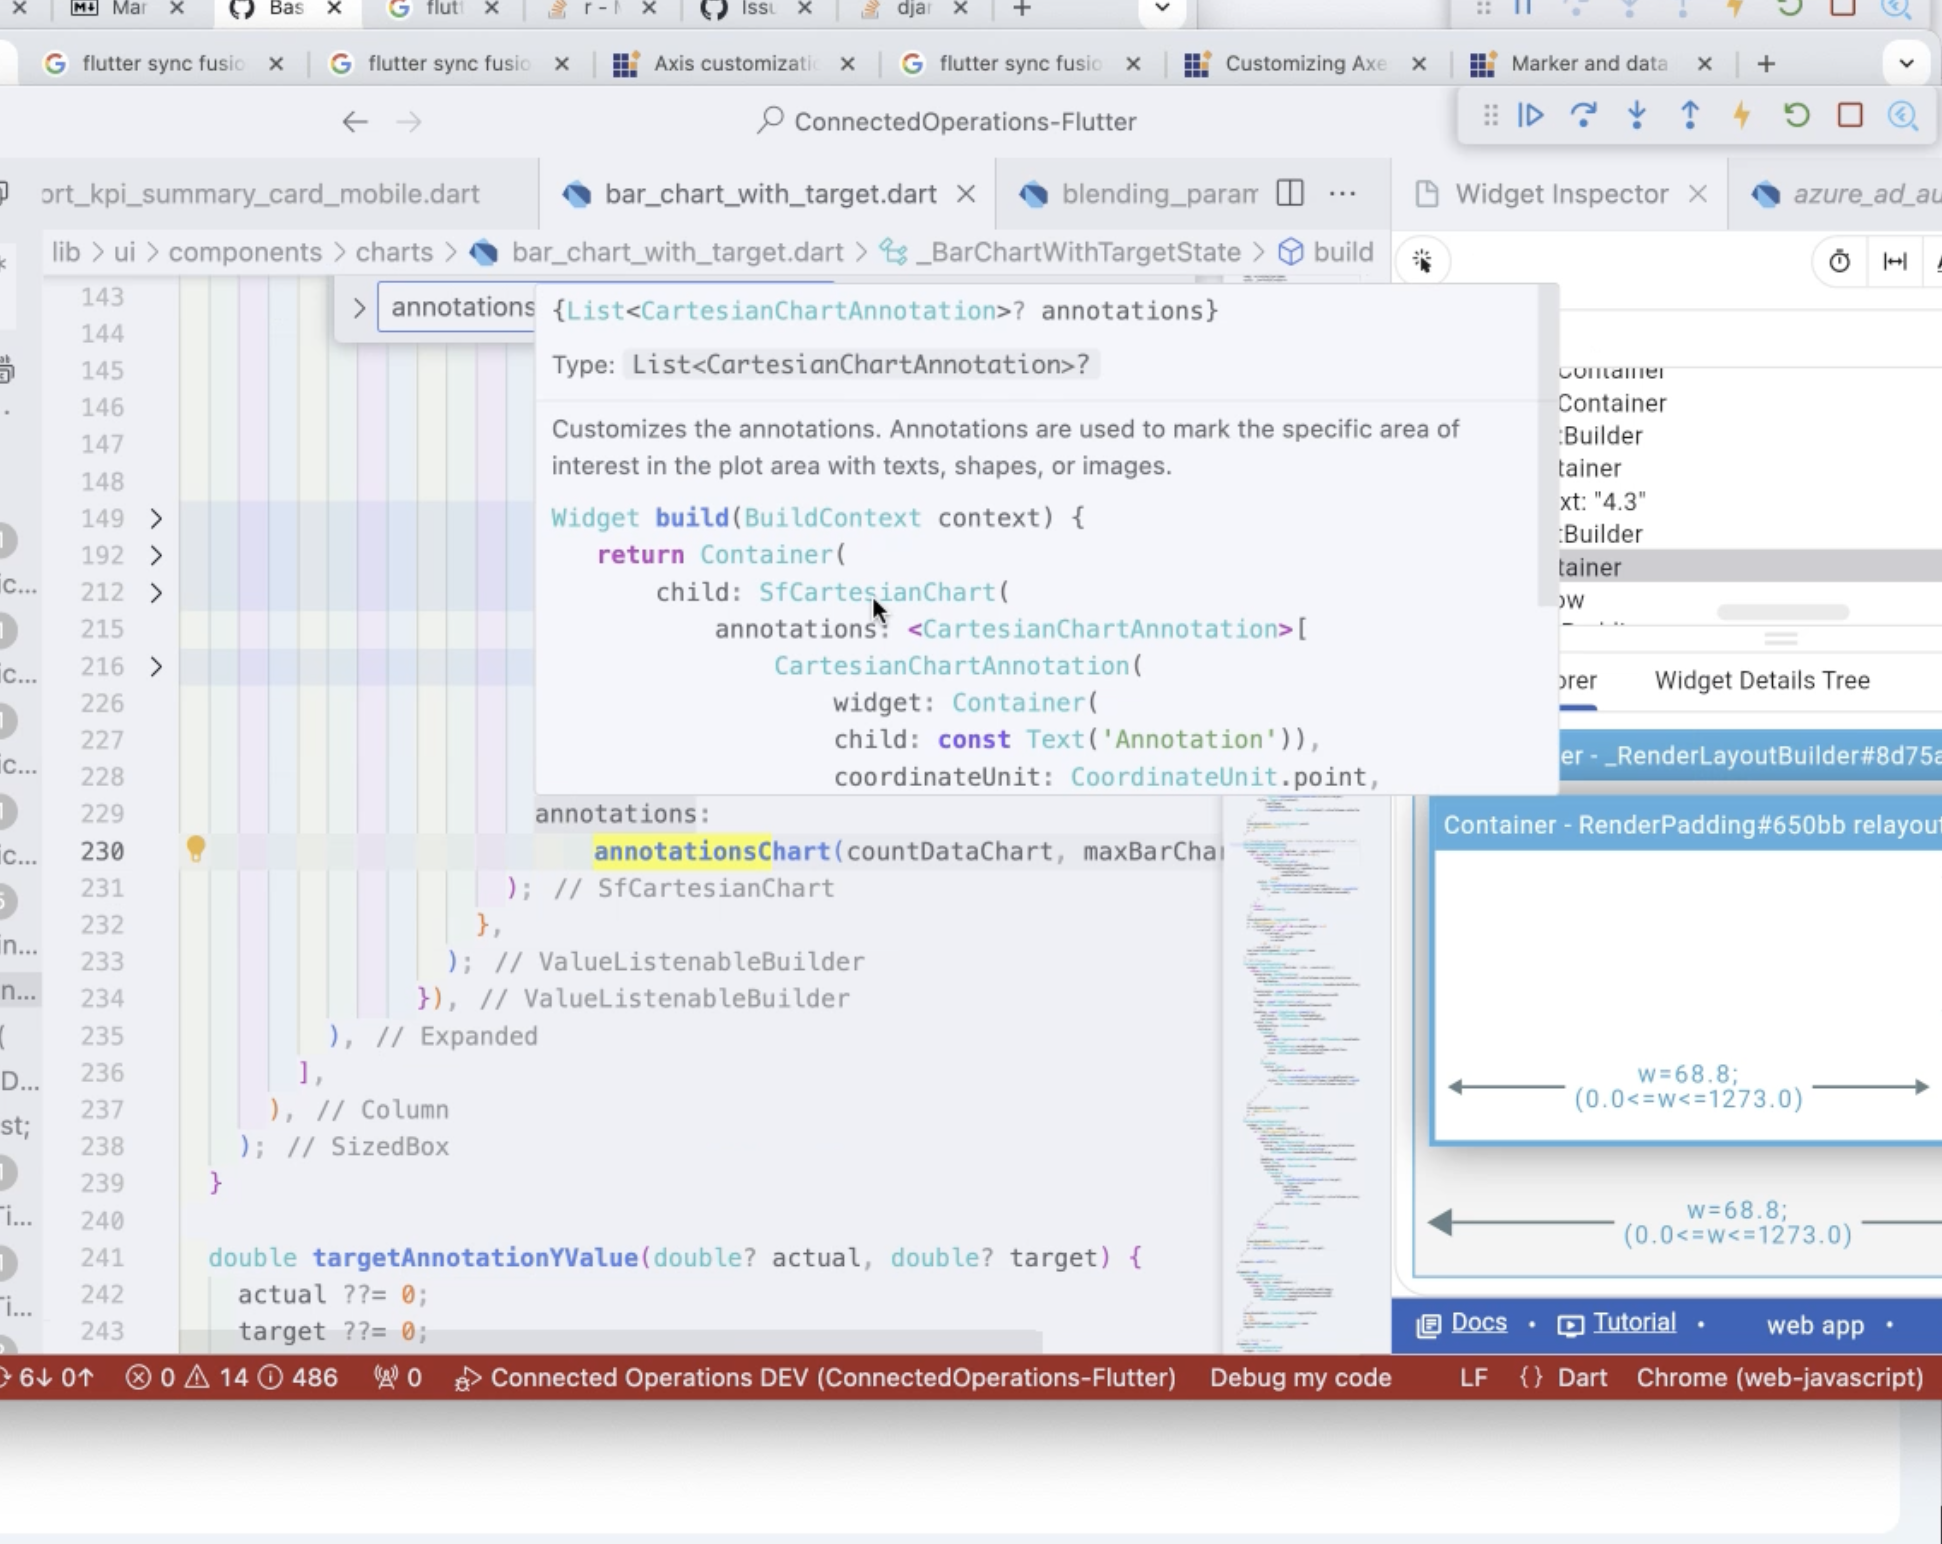 Mar
Bas
flutt
r -
Issu
djar
flutter sync fusio
flutter sync fusio
Axis customizati
flutter sync fusio
Customizing Axe
Marker and data
ConnectedOperations-Flutter
ort_kpi_summary_card_mobile.dart
bar_chart_with_target.dart
blending_param
Widget Inspector
azure_ad_au
lib > ui > components > charts > bar_chart_with_target.dart > _BarChartWithTargetState > build
annotations
{List<CartesianChartAnnotation>? annotations}
Type: List<CartesianChartAnnotation>?
Customizes the annotations. Annotations are used to mark the specific area of
interest in the plot area with texts, shapes, or images.
Widget build(BuildContext context) {
return Container(
child: SfCartesianChart(
annotations: <CartesianChartAnnotation>[
CartesianChartAnnotation(
widget: Container(
child: const Text('Annotation')),
coordinateUnit: CoordinateUnit.point,
143
144
145
146
147
148
149
192
212
215
216
226
227
228
229 annotations:
230 annotationsChart(countDataChart, maxBarChar
231 ); // SfCartesianChart
232 },
233 ); // ValueListenableBuilder
234 }), // ValueListenableBuilder
235 ), // Expanded
236 ],
237 ), // Column
238 ); // SizedBox
239 }
240
241 double targetAnnotationYValue(double? actual, double? target) {
242 actual ??= 0;
243 target ??= 0;
Container
Container
:Builder
tainer
xt: "4.3"
:Builder
tainer
ow
orer
Widget Details Tree
er - _RenderLayoutBuilder#8d75a
Container - RenderPadding#650bb relayout
w=68.8;
(0.0<=w<=1273.0)
w=68.8;
(0.0<=w<=1273.0)
Docs • Tutorial • web app •
6↓ 0↑ 0 14 486 0 Connected Operations DEV (ConnectedOperations-Flutter) Debug my code LF {} Dart Chrome (web-javascript)